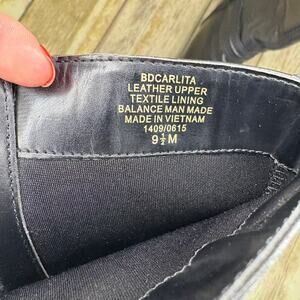 BDCARLITA
LEATHER UPPER
TEXTILE LINING
BALANCE MAN MADE
MADE IN VIETNAM
1409/0615
9½M